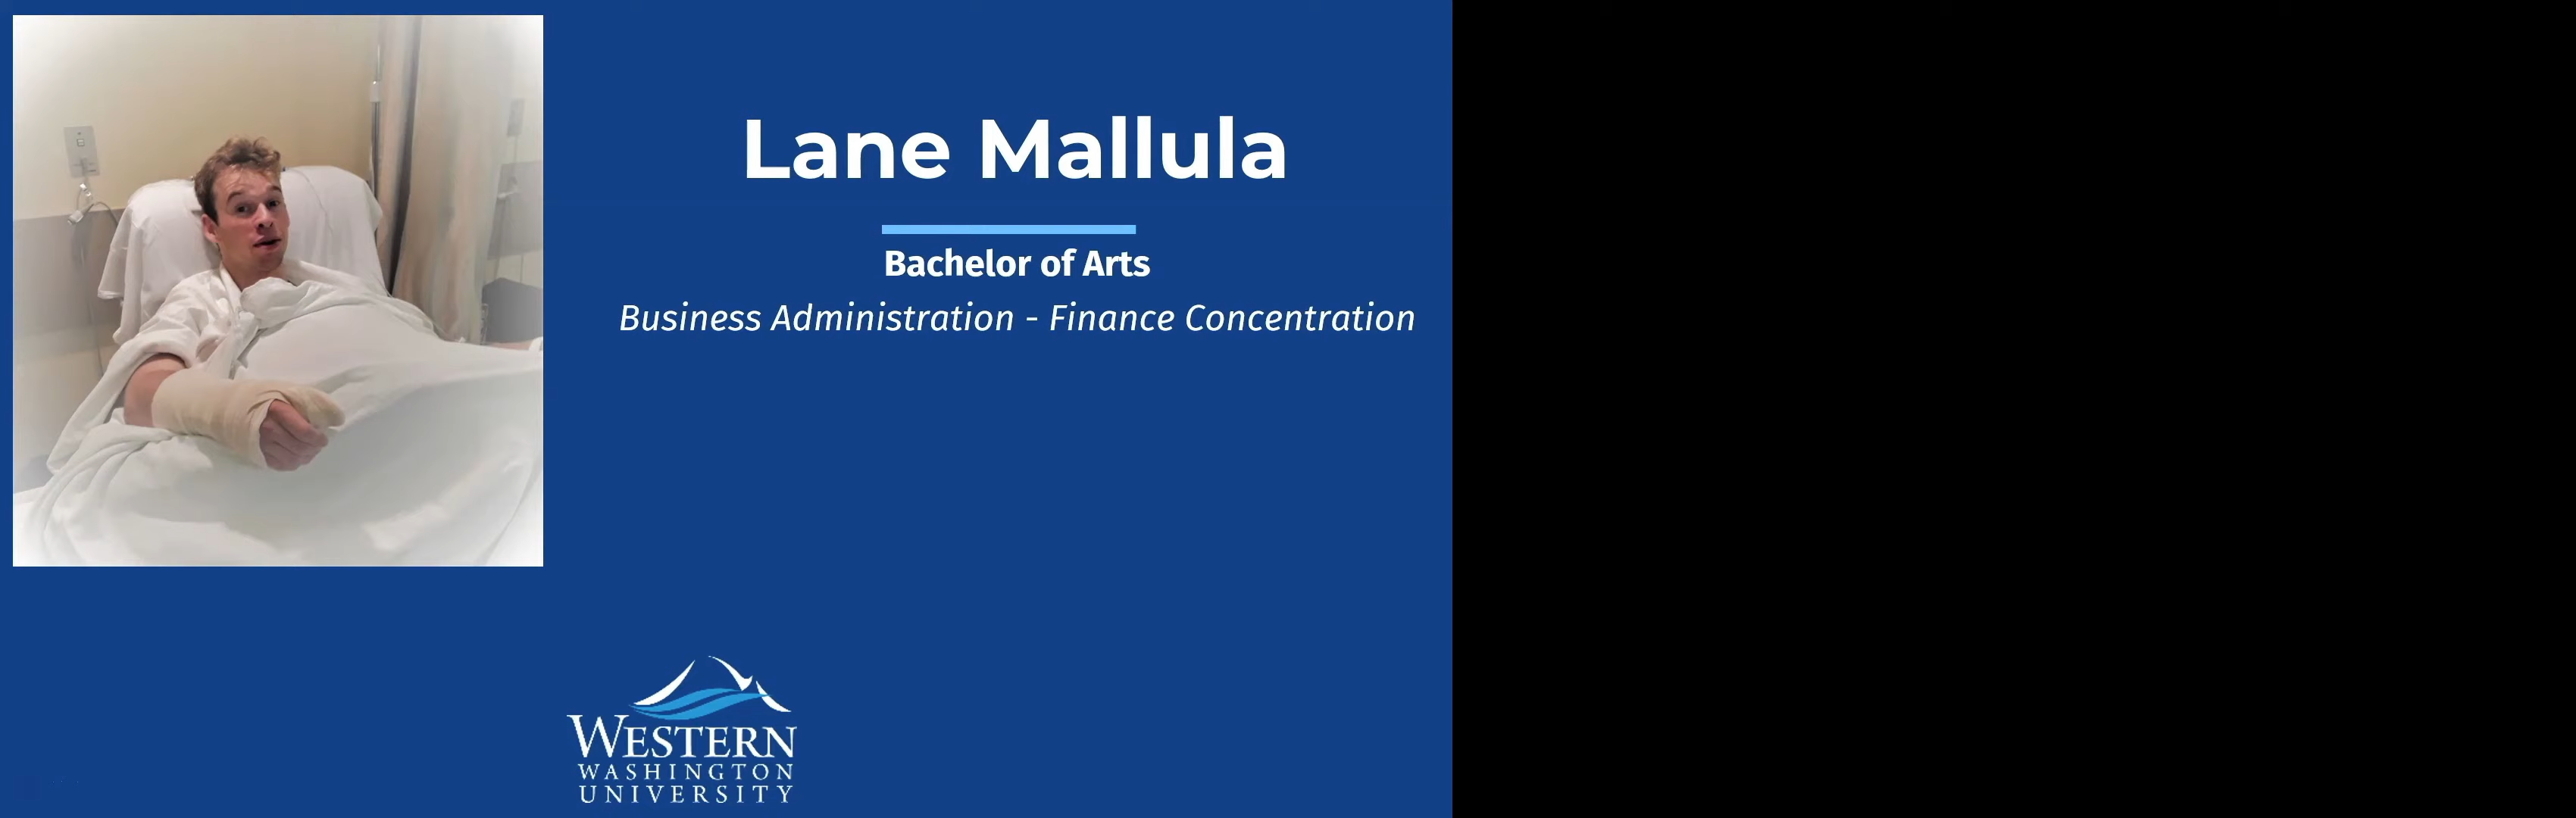 Lane Mallula
Bachelor of Arts
Business Administration - Finance Concentration
WESTERN
WASHINGTON
UNIVERSITY